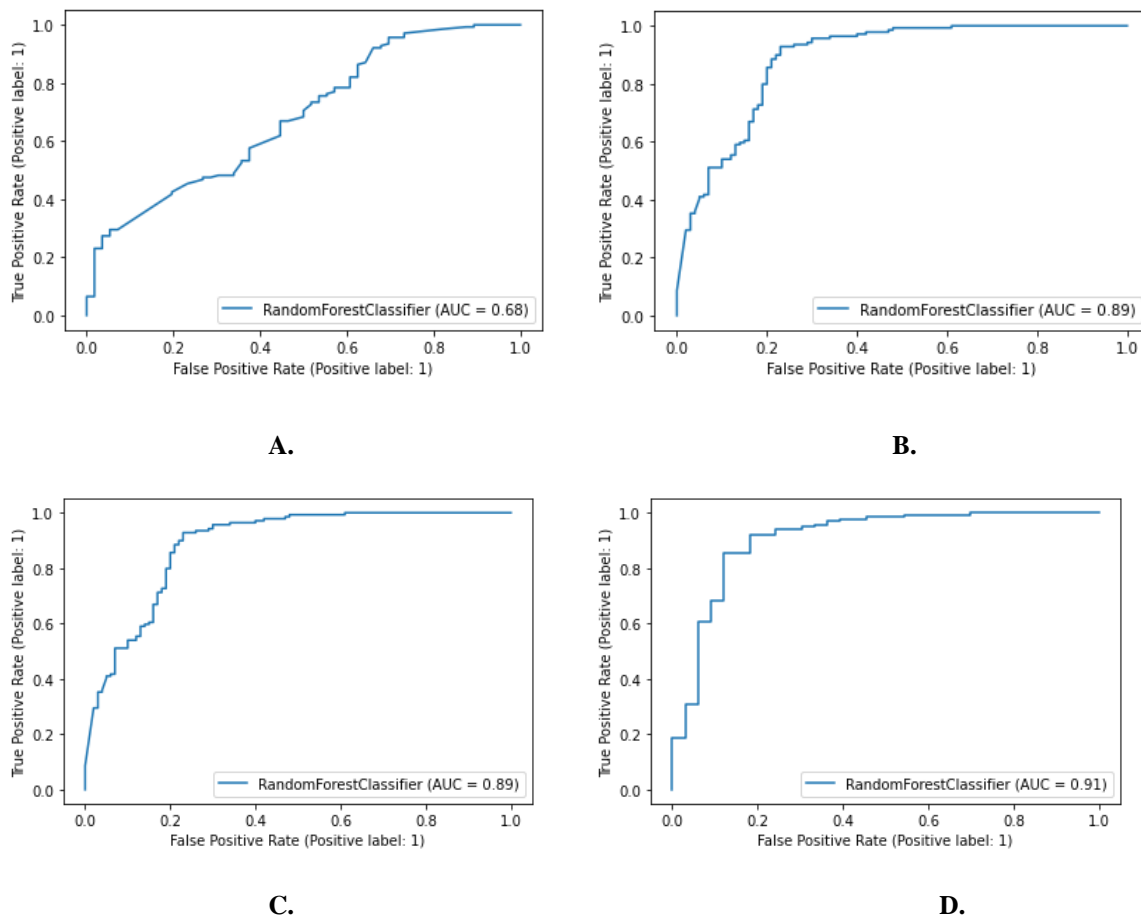 1.0
0.8
0.6
0.4
0.2
0.0
True Positive Rate (Positive label: 1)
RandomForestClassifier (AUC = 0.68)
0.0 0.2 0.4 0.6 0.8 1.0
False Positive Rate (Positive label: 1)
A.
1.0
0.8
0.6
0.4
0.2
0.0
True Positive Rate (Positive label: 1)
RandomForestClassifier (AUC = 0.89)
0.0 0.2 0.4 0.6 0.8 1.0
False Positive Rate (Positive label: 1)
B.
1.0
0.8
0.6
0.4
0.2
0.0
True Positive Rate (Positive label: 1)
RandomForestClassifier (AUC = 0.89)
0.0 0.2 0.4 0.6 0.8 1.0
False Positive Rate (Positive label: 1)
C.
1.0
0.8
0.6
0.4
0.2
0.0
True Positive Rate (Positive label: 1)
RandomForestClassifier (AUC = 0.91)
0.0 0.2 0.4 0.6 0.8 1.0
False Positive Rate (Positive label: 1)
D.